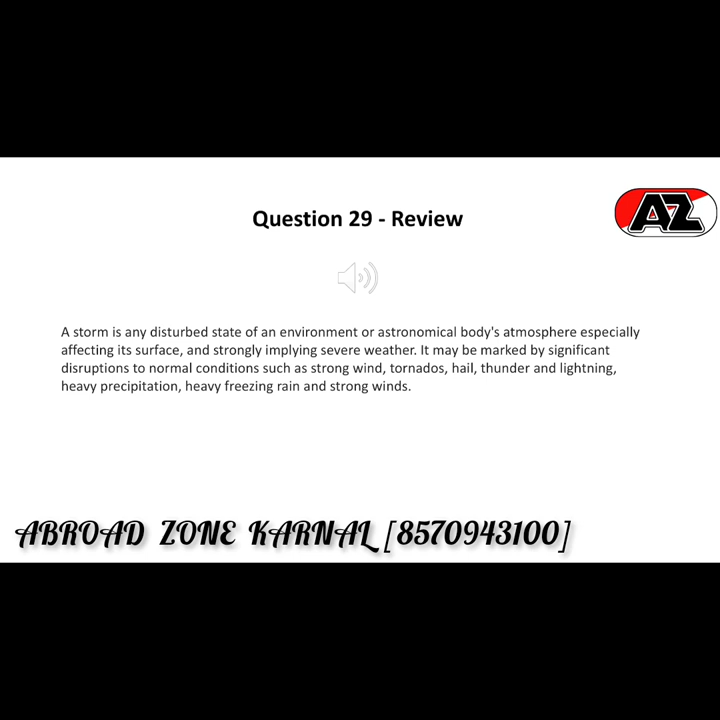 Question 29 - Review
AZ
A storm is any disturbed state of an environment or astronomical body's atmosphere especially
affecting its surface, and strongly implying severe weather. It may be marked by significant
disruptions to normal conditions such as strong wind, tornados, hail, thunder and lightning,
heavy precipitation, heavy freezing rain and strong winds.
ABROAD ZONE KARNAL [8570943100]